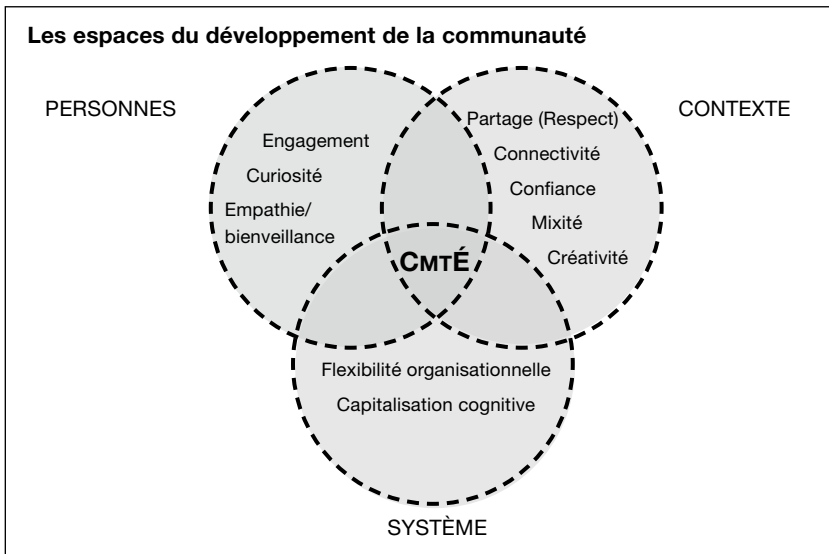 Les espaces du développement de la communauté
PERSONNES
CONTEXTE
Engagement
Curiosité
Empathie/
bienveillance
Partage (Respect)
Connectivité
Confiance
Mixité
Créativité
CMTÉ
Flexibilité organisationnelle
Capitalisation cognitive
SYSTÈME